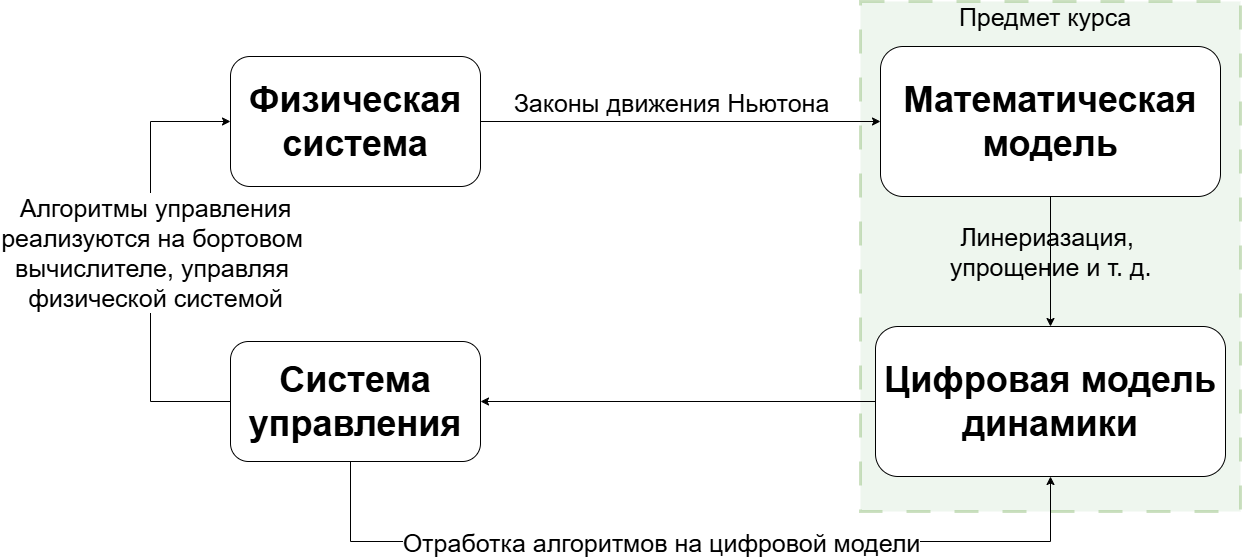 Предмет курса
Физическая
система
Законы движения Ньютона
Математическая
модель
Алгоритмы управления
реализуются на бортовом
вычислителе, управляя
физической системой
Линериазация,
упрощение и т. д.
Система
управления
Цифровая модель
динамики
Отработка алгоритмов на цифровой модели